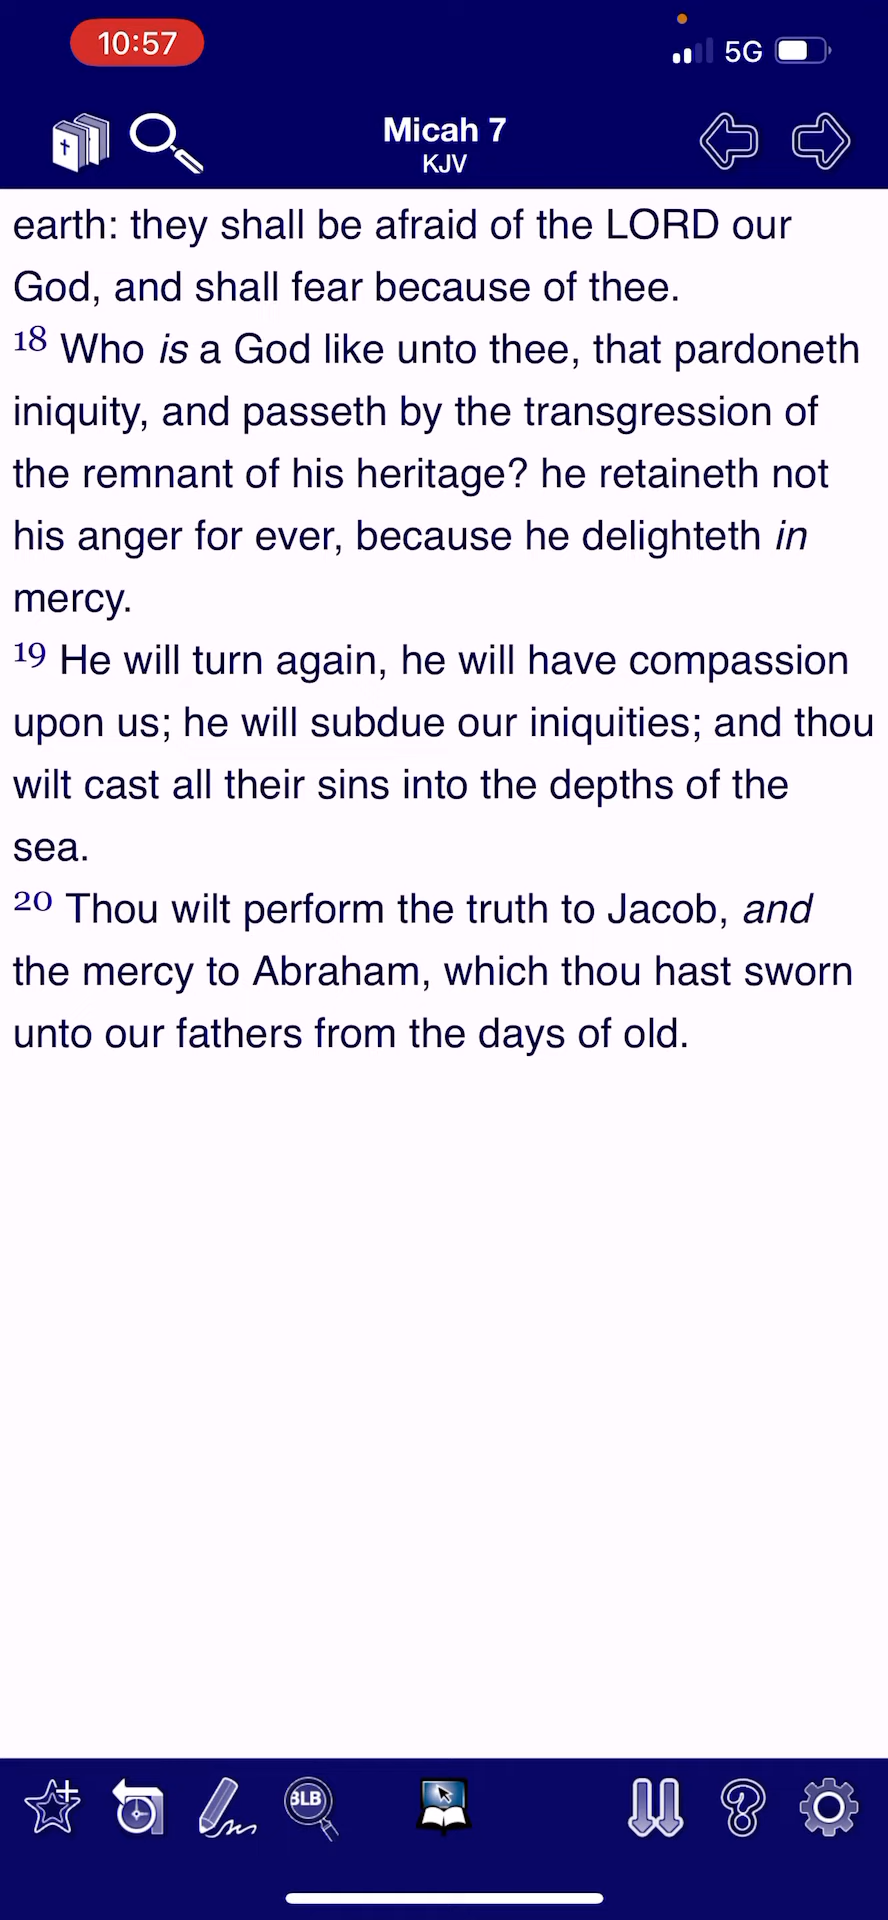 10:57
5G
Micah 7
KJV
earth: they shall be afraid of the LORD our
God, and shall fear because of thee.
18 Who is a God like unto thee, that pardoneth
iniquity, and passeth by the transgression of
the remnant of his heritage? he retaineth not
his anger for ever, because he delighteth in
mercy.
19 He will turn again, he will have compassion
upon us; he will subdue our iniquities; and thou
wilt cast all their sins into the depths of the
sea.
20 Thou wilt perform the truth to Jacob, and
the mercy to Abraham, which thou hast sworn
unto our fathers from the days of old.
BLB